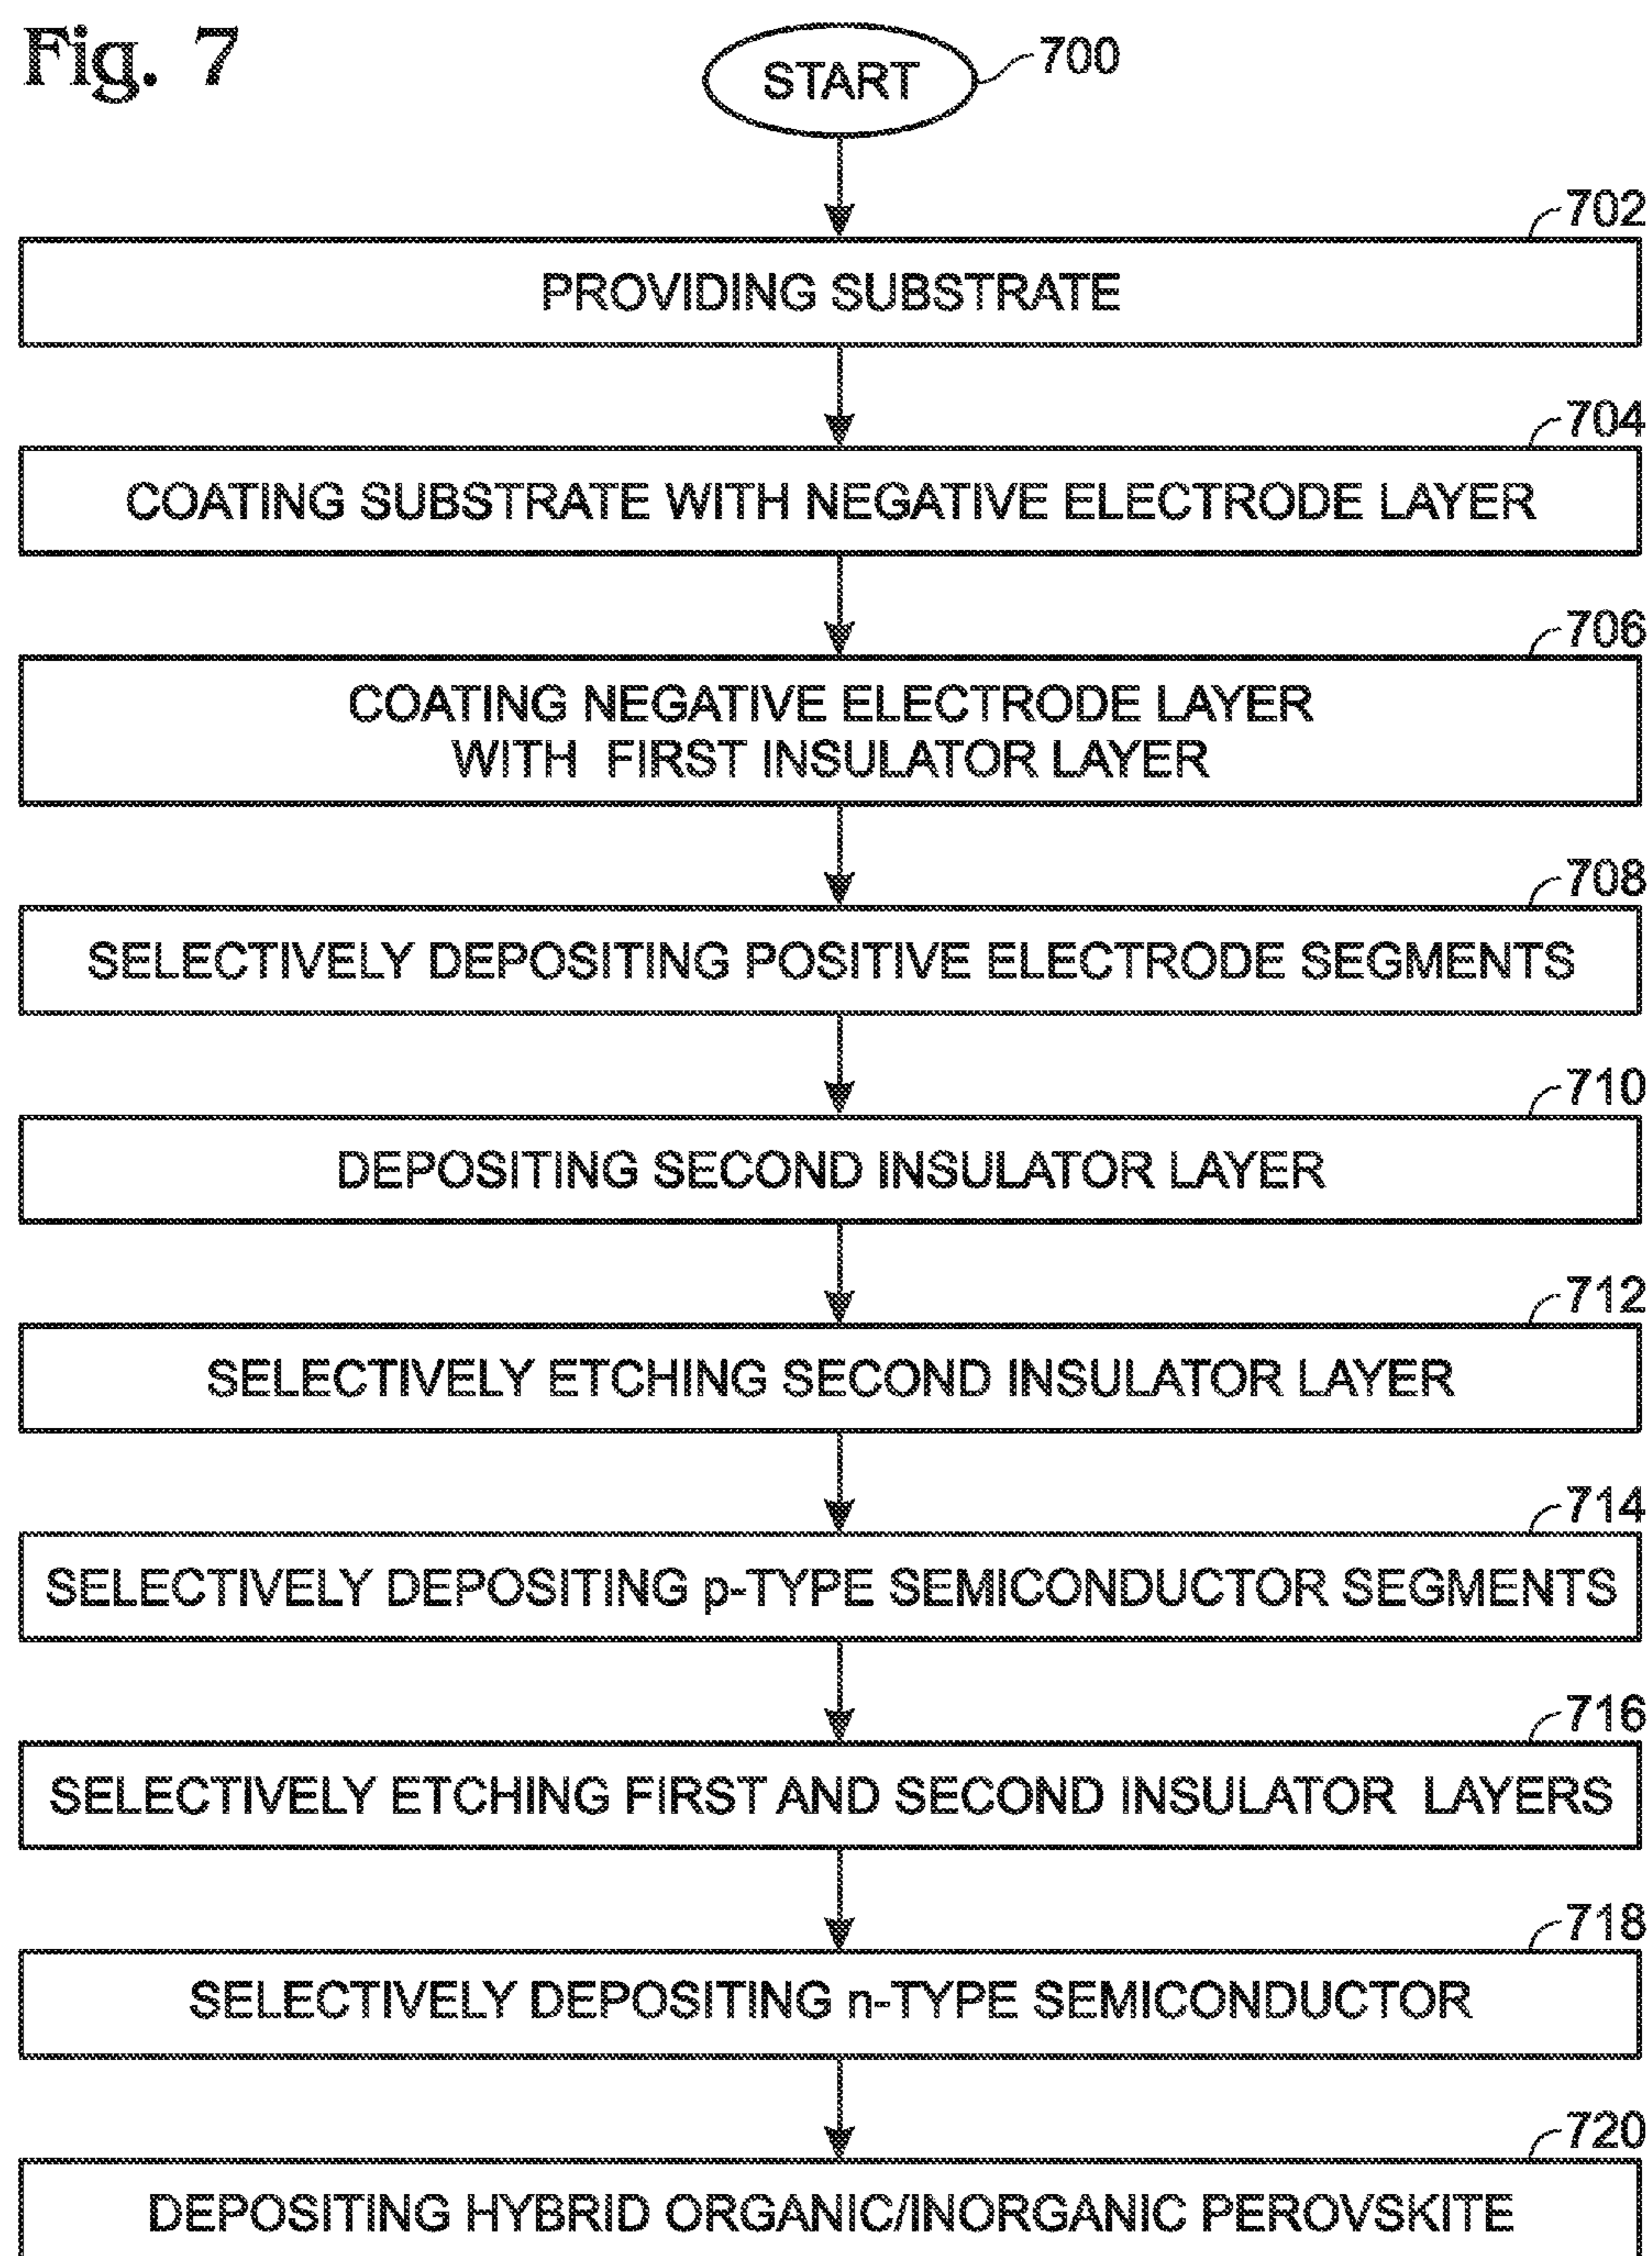 Fig. 7
START
700
702
PROVIDING SUBSTRATE
704
COATING SUBSTRATE WITH NEGATIVE ELECTRODE LAYER
706
COATING NEGATIVE ELECTRODE LAYER
WITH FIRST INSULATOR LAYER
708
SELECTIVELY DEPOSITING POSITIVE ELECTRODE SEGMENTS
710
DEPOSITING SECOND INSULATOR LAYER
712
SELECTIVELY ETCHING SECOND INSULATOR LAYER
714
SELECTIVELY DEPOSITING p-TYPE SEMICONDUCTOR SEGMENTS
716
SELECTIVELY ETCHING FIRST AND SECOND INSULATOR LAYERS
718
SELECTIVELY DEPOSITING n-TYPE SEMICONDUCTOR
720
DEPOSITING HYBRID ORGANIC/INORGANIC PEROVSKITE